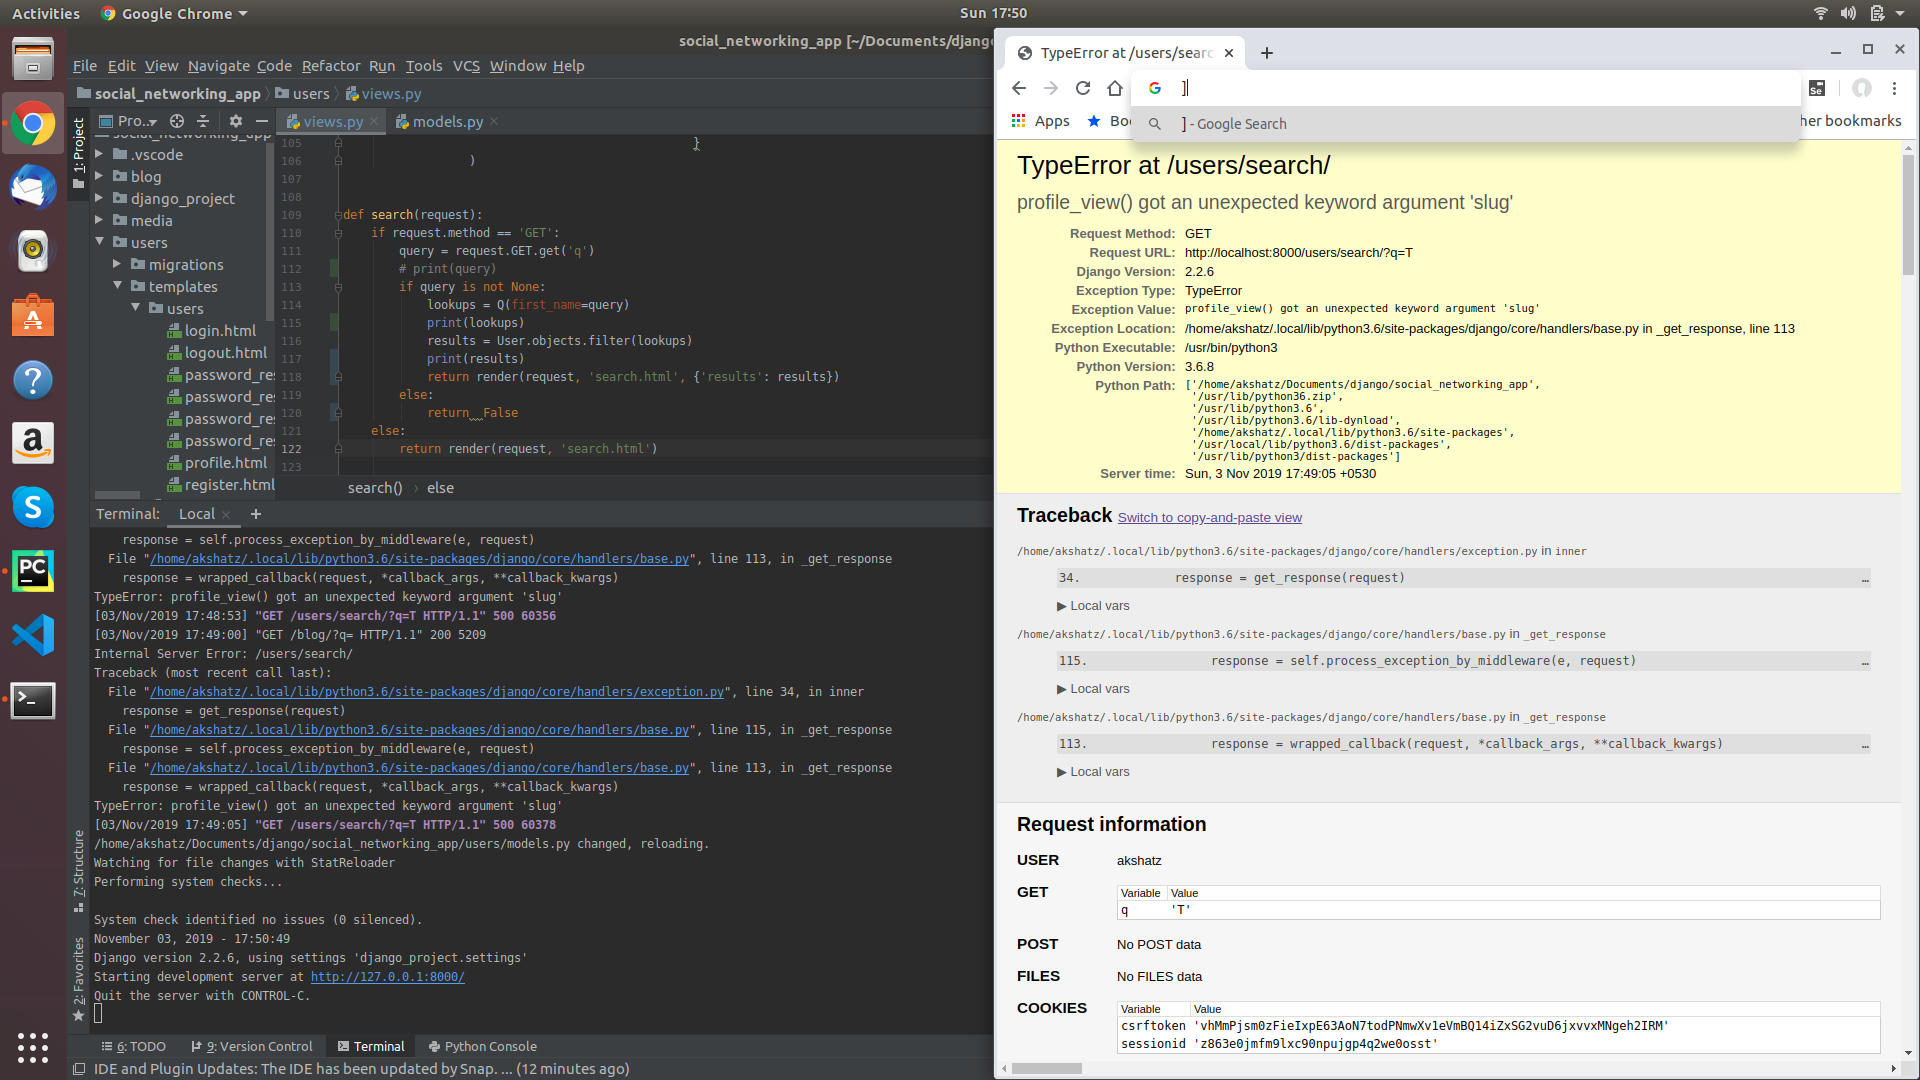 Activities
Google Chrome
Sun 17:50
social_networking_app [~/Documents/django
File Edit View Navigate Code Refactor Run Tools VCS Window Help
social_networking_app
users
views.py
1: Project
Pro..
views.py
models.py
social_networking_app
.vscode
blog
django_project
media
users
migrations
templates
users
login.html
logout.html
password_re
password_re
password_re
password_re
profile.html
register.html
105 }
106 )
107
108
109 def search(request):
110 if request.method == 'GET':
111 query = request.GET.get('q')
112 # print(query)
113 if query is not None:
114 lookups = Q(first_name=query)
115 print(lookups)
116 results = User.objects.filter(lookups)
117 print(results)
118 return render(request, 'search.html', {'results': results})
119 else:
120 return  False
121 else:
122 return render(request, 'search.html')
123
search() › else
Terminal: Local +
response = self.process_exception_by_middleware(e, request)
File "/home/akshatz/.local/lib/python3.6/site-packages/django/core/handlers/base.py", line 113, in _get_response
response = wrapped_callback(request, *callback_args, **callback_kwargs)
TypeError: profile_view() got an unexpected keyword argument 'slug'
[03/Nov/2019 17:48:53] "GET /users/search/?q=T HTTP/1.1" 500 60356
[03/Nov/2019 17:49:00] "GET /blog/?q= HTTP/1.1" 200 5209
Internal Server Error: /users/search/
Traceback (most recent call last):
File "/home/akshatz/.local/lib/python3.6/site-packages/django/core/handlers/exception.py", line 34, in inner
response = get_response(request)
File "/home/akshatz/.local/lib/python3.6/site-packages/django/core/handlers/base.py", line 115, in _get_response
response = self.process_exception_by_middleware(e, request)
File "/home/akshatz/.local/lib/python3.6/site-packages/django/core/handlers/base.py", line 113, in _get_response
response = wrapped_callback(request, *callback_args, **callback_kwargs)
TypeError: profile_view() got an unexpected keyword argument 'slug'
[03/Nov/2019 17:49:05] "GET /users/search/?q=T HTTP/1.1" 500 60378
/home/akshatz/Documents/django/social_networking_app/users/models.py changed, reloading.
Watching for file changes with StatReloader
Performing system checks...
System check identified no issues (0 silenced).
November 03, 2019 - 17:50:49
Django version 2.2.6, using settings 'django_project.settings'
Starting development server at http://127.0.0.1:8000/
Quit the server with CONTROL-C.
7: Structure
2: Favorites
6: TODO
9: Version Control
Terminal
Python Console
IDE and Plugin Updates: The IDE has been updated by Snap. ... (12 minutes ago)
TypeError at /users/searc
]
Se
Apps
Boo
] - Google Search
her bookmarks
TypeError at /users/search/
profile_view() got an unexpected keyword argument 'slug'
Request Method: GET
Request URL: http://localhost:8000/users/search/?q=T
Django Version: 2.2.6
Exception Type: TypeError
Exception Value: profile_view() got an unexpected keyword argument 'slug'
Exception Location: /home/akshatz/.local/lib/python3.6/site-packages/django/core/handlers/base.py in _get_response, line 113
Python Executable: /usr/bin/python3
Python Version: 3.6.8
Python Path: ['/home/akshatz/Documents/django/social_networking_app',
'/usr/lib/python36.zip',
'/usr/lib/python3.6',
'/usr/lib/python3.6/lib-dynload',
'/home/akshatz/.local/lib/python3.6/site-packages',
'/usr/local/lib/python3.6/dist-packages',
'/usr/lib/python3/dist-packages']
Server time: Sun, 3 Nov 2019 17:49:05 +0530
Traceback Switch to copy-and-paste view
/home/akshatz/.local/lib/python3.6/site-packages/django/core/handlers/exception.py in inner
34. response = get_response(request) …
▶ Local vars
/home/akshatz/.local/lib/python3.6/site-packages/django/core/handlers/base.py in _get_response
115. response = self.process_exception_by_middleware(e, request) …
▶ Local vars
/home/akshatz/.local/lib/python3.6/site-packages/django/core/handlers/base.py in _get_response
113. response = wrapped_callback(request, *callback_args, **callback_kwargs) …
▶ Local vars
Request information
USER akshatz
GET
Variable Value
q 'T'
POST No POST data
FILES No FILES data
COOKIES
Variable Value
csrftoken 'vhMmPjsm0zFieIxpE63AoN7todPNmwXv1eVmBQ14iZxSG2vuD6jxvvxMNgeh2IRM'
sessionid 'z863e0jmfm9lxc90npujgp4q2we0osst'